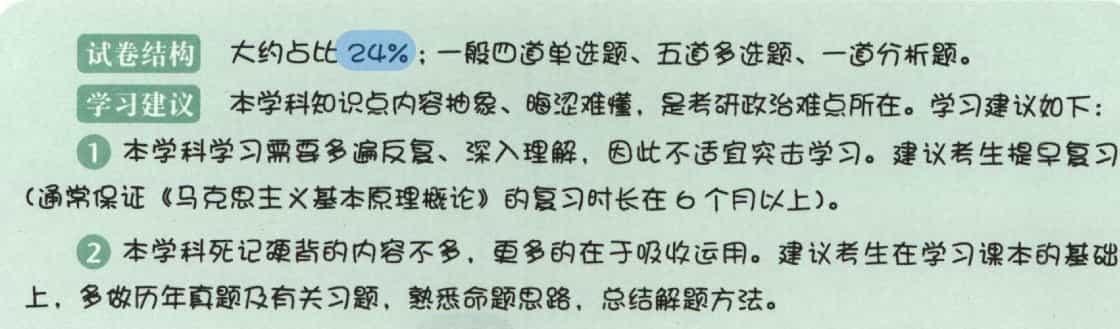 试卷结构 大约占比 24%；一般四道单选题、五道多选题、一道分析题。
学习建议 本学科知识点内容抽象、晦涩难懂，是考研政治难点所在。学习建议如下：
1 本学科学习需要多遍反复、深入理解，因此不适宜突击学习。建议考生提早复习
（通常保证《马克思主义基本原理概论》的复习时长在 6 个月以上）。
2 本学科死记硬背的内容不多，更多的在于吸收运用。建议考生在学习课本的基础
上，多做历年真题及有关习题，熟悉命题思路，总结解题方法。